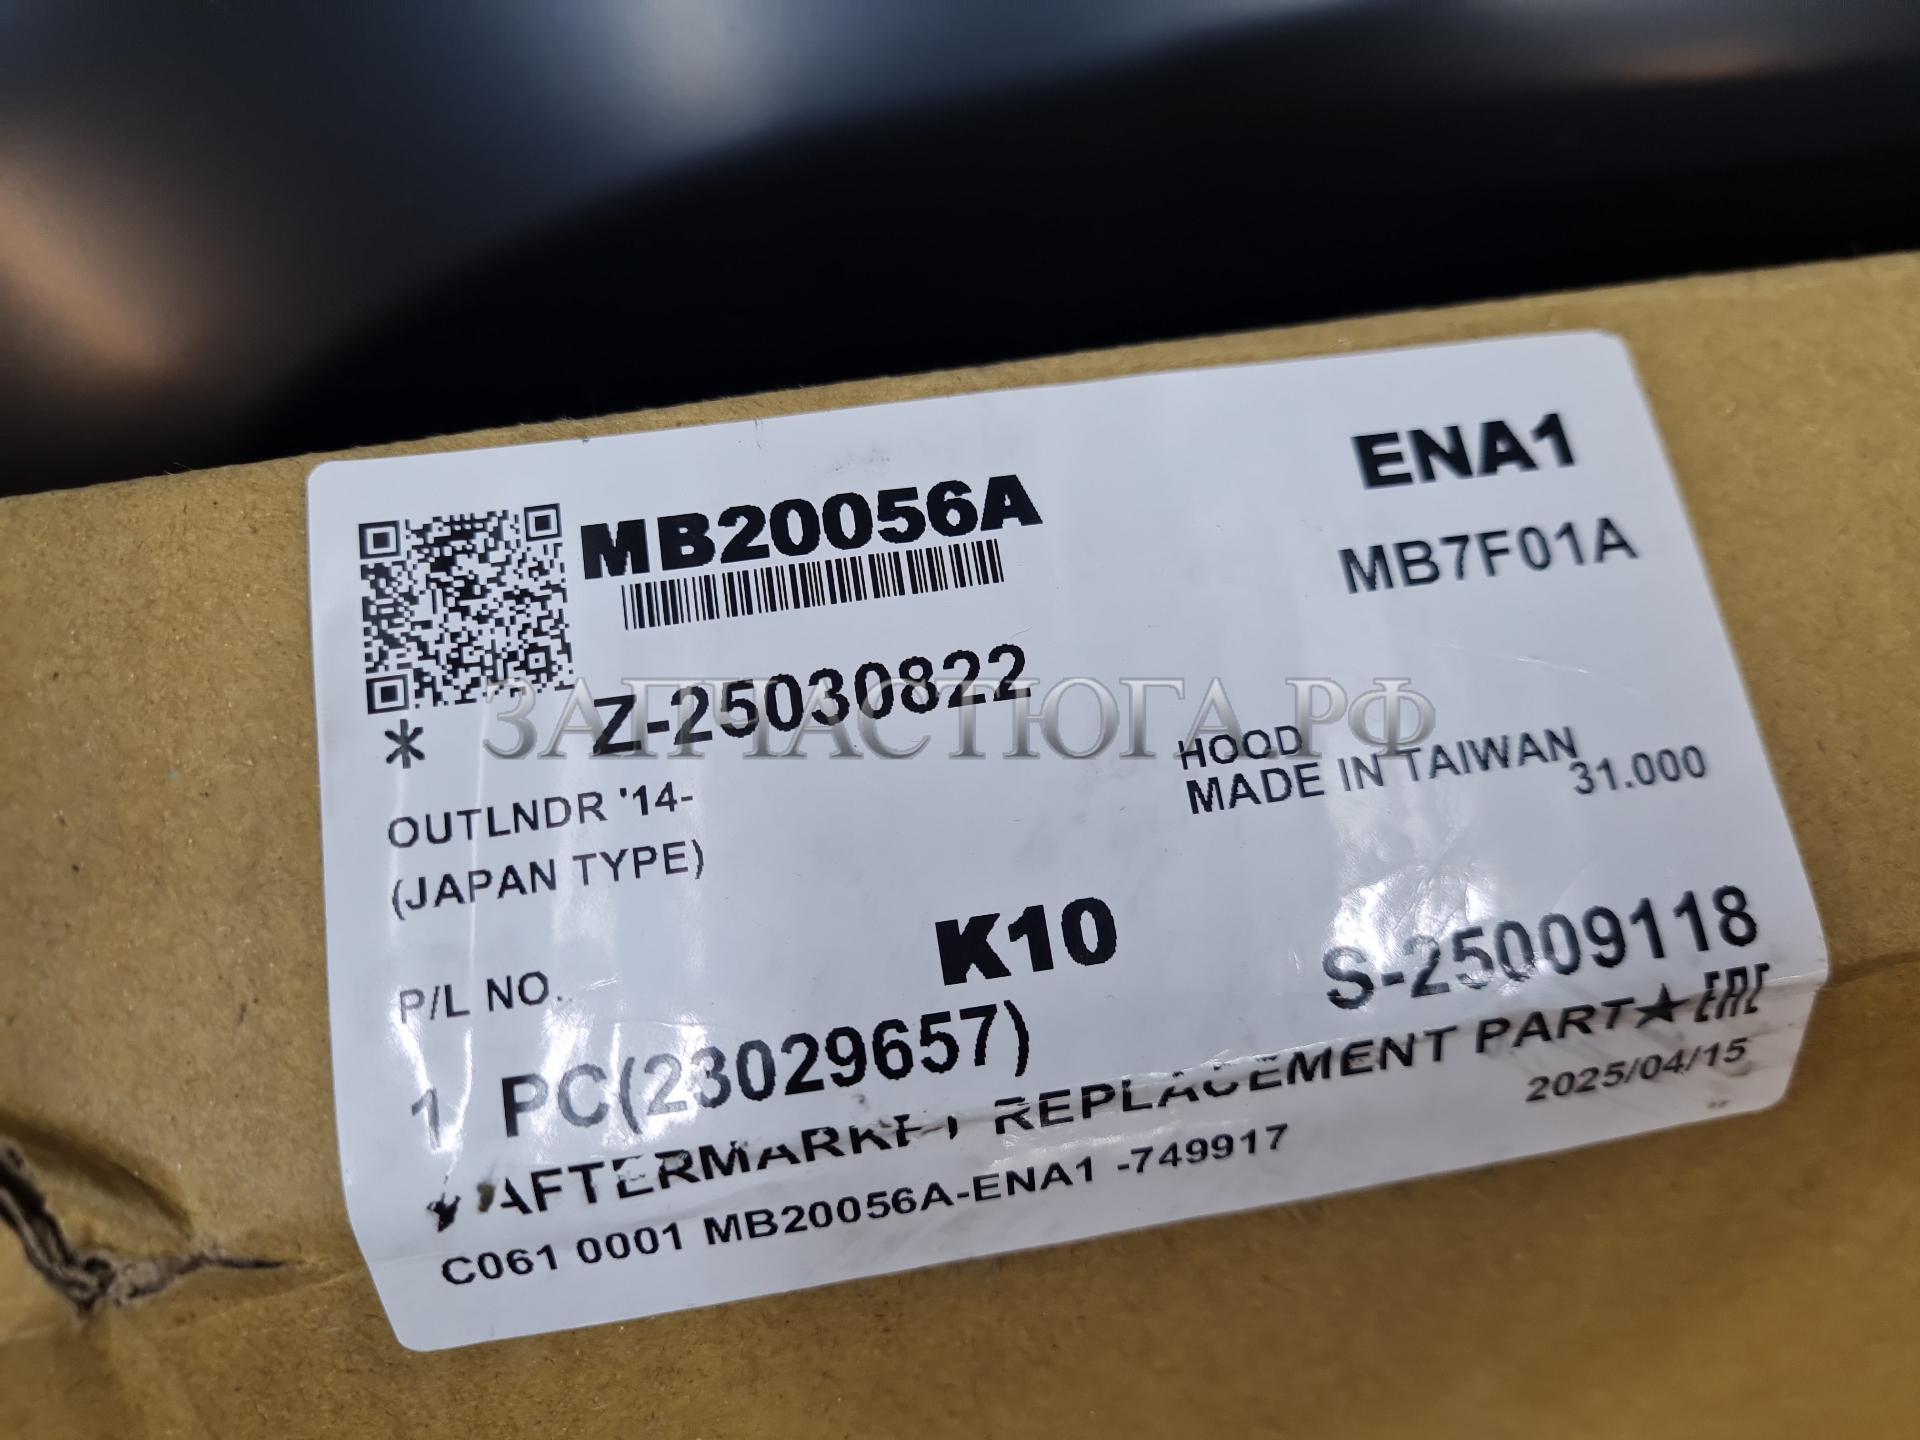 ENA1
MB20056A
MB7F01A
Z-25030822
ЗАПЧАСТЮГА.РФ
*
HOOD
MADE IN TAIWAN
31.000
OUTLNDR '14-
(JAPAN TYPE)
K10
S-25009118
P/L NO.
1 PC(23029657)
AFTERMARKET REPLACEMENT PART★ EAC
2025/04/15
C061 0001 MB20056A-ENA1 -749917